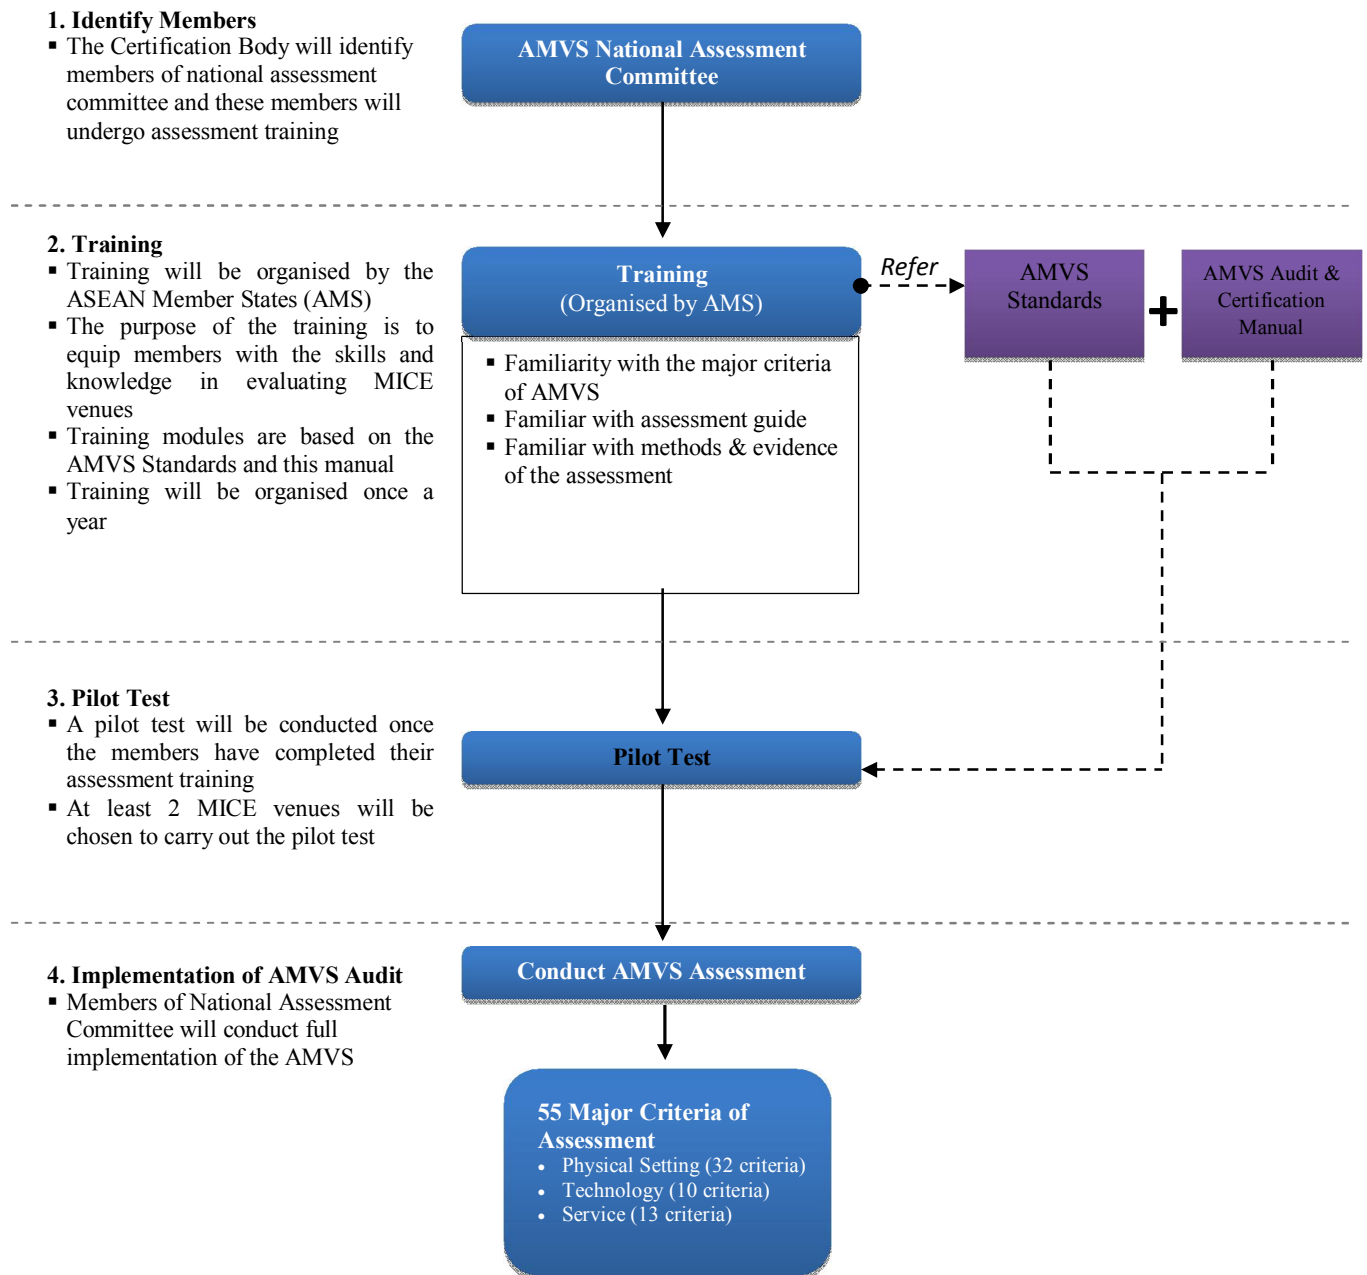 1. Identify Members
▪ The Certification Body will identify
members of national assessment
committee and these members will
undergo assessment training
AMVS National Assessment
Committee
2. Training
▪ Training will be organised by the
ASEAN Member States (AMS)
▪ The purpose of the training is to
equip members with the skills and
knowledge in evaluating MICE
venues
▪ Training modules are based on the
AMVS Standards and this manual
▪ Training will be organised once a
year
Training
(Organised by AMS)
▪ Familiarity with the major criteria
of AMVS
▪ Familiar with assessment guide
▪ Familiar with methods & evidence
of the assessment
Refer
AMVS
Standards
+
AMVS Audit &
Certification
Manual
3. Pilot Test
▪ A pilot test will be conducted once
the members have completed their
assessment training
▪ At least 2 MICE venues will be
chosen to carry out the pilot test
Pilot Test
4. Implementation of AMVS Audit
▪ Members of National Assessment
Committee will conduct full
implementation of the AMVS
Conduct AMVS Assessment
55 Major Criteria of
Assessment
• Physical Setting (32 criteria)
• Technology (10 criteria)
• Service (13 criteria)